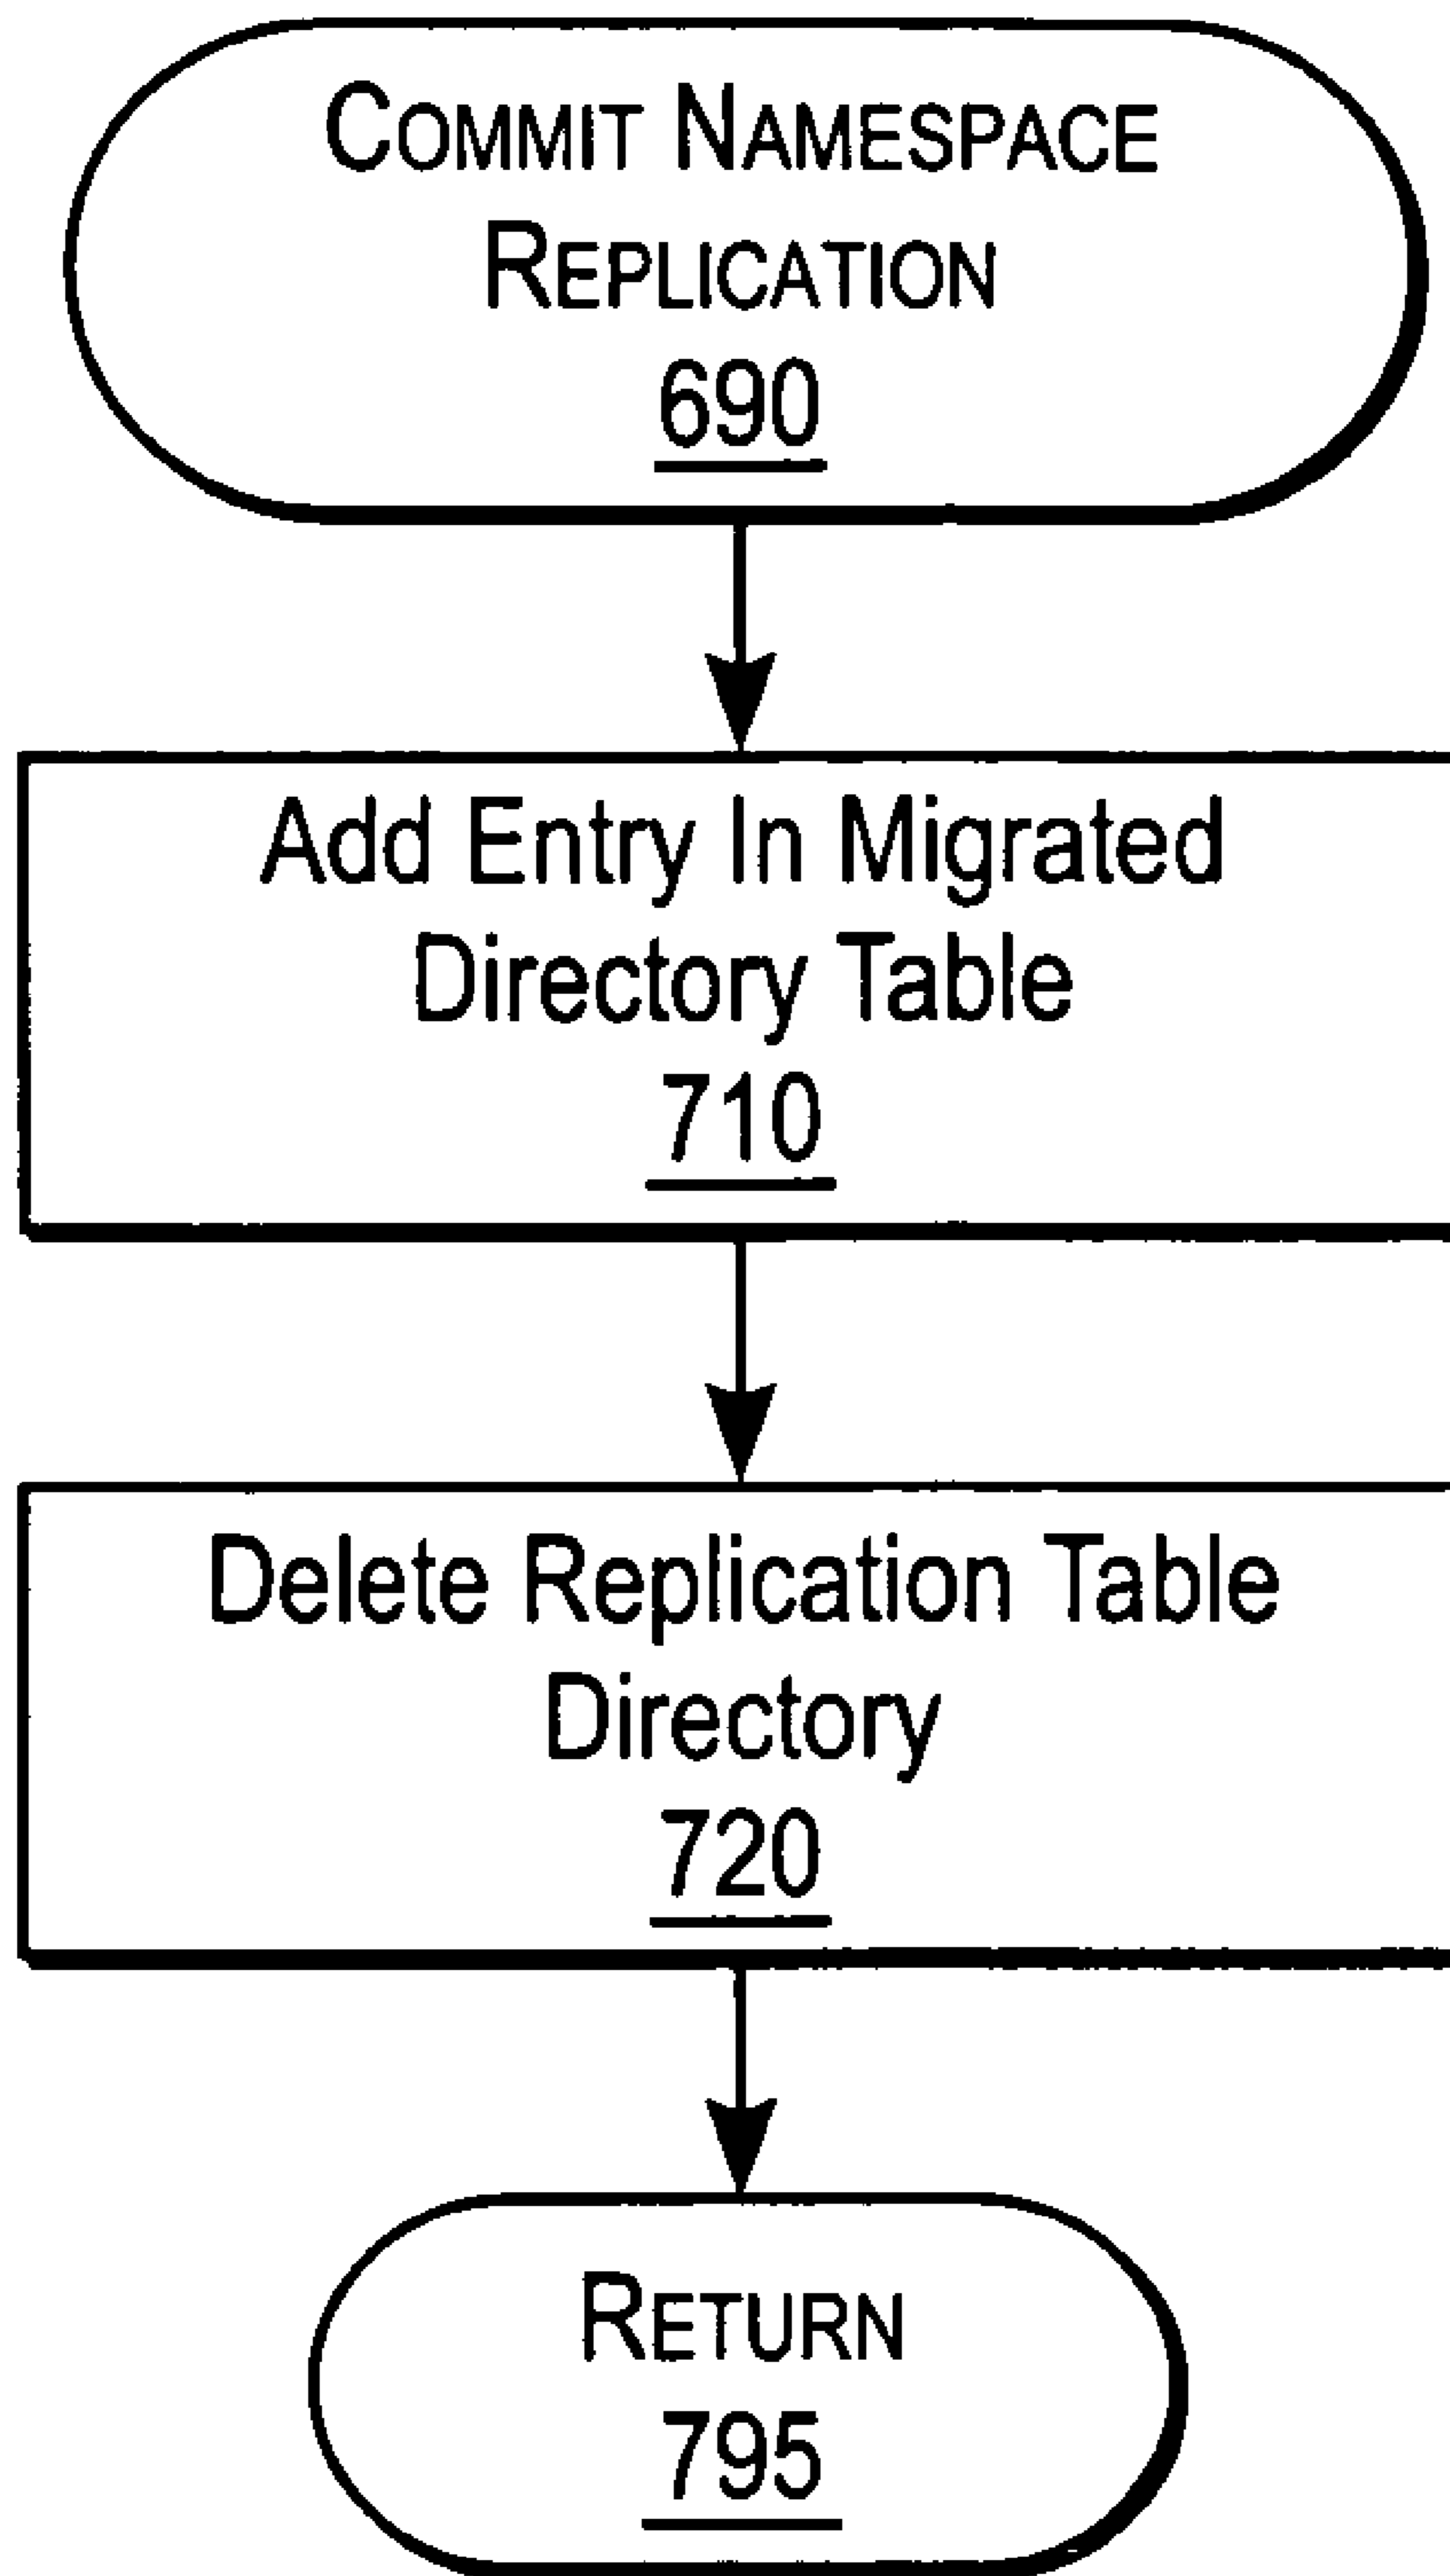 COMMIT NAMESPACE
REPLICATION
690
Add Entry In Migrated
Directory Table
710
Delete Replication Table
Directory
720
RETURN
795